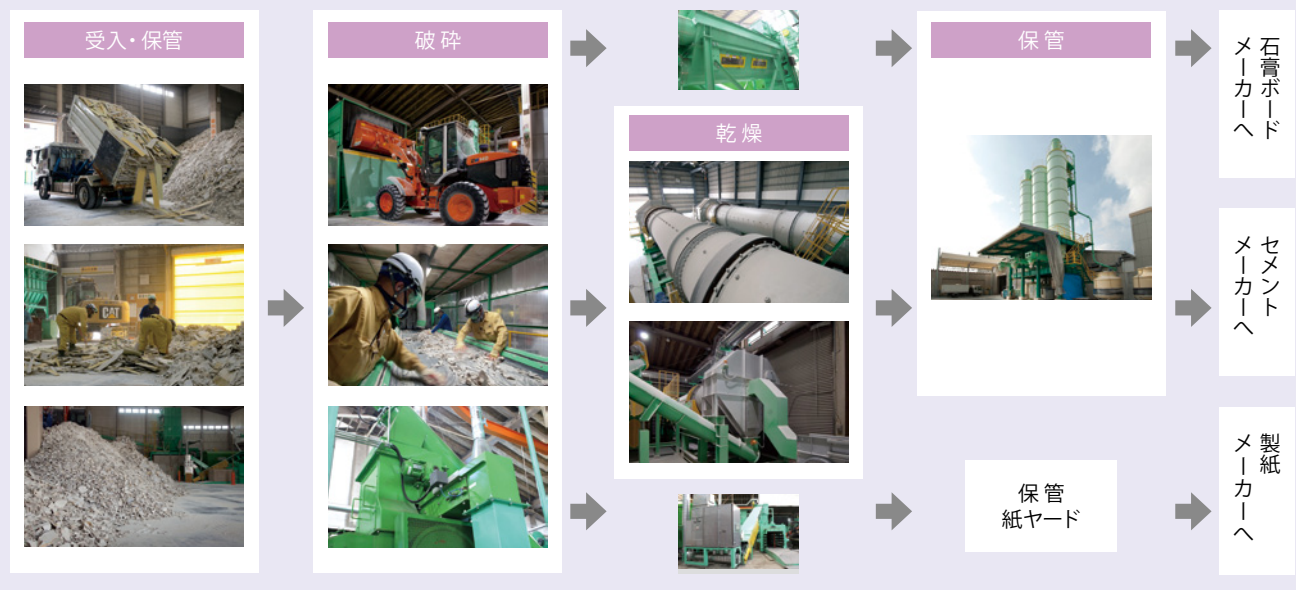 受入・保管
破砕
乾燥
保管
CAT
保管
紙ヤード
石膏ボード
メーカーへ
セメント
メーカーへ
製紙
メーカーへ